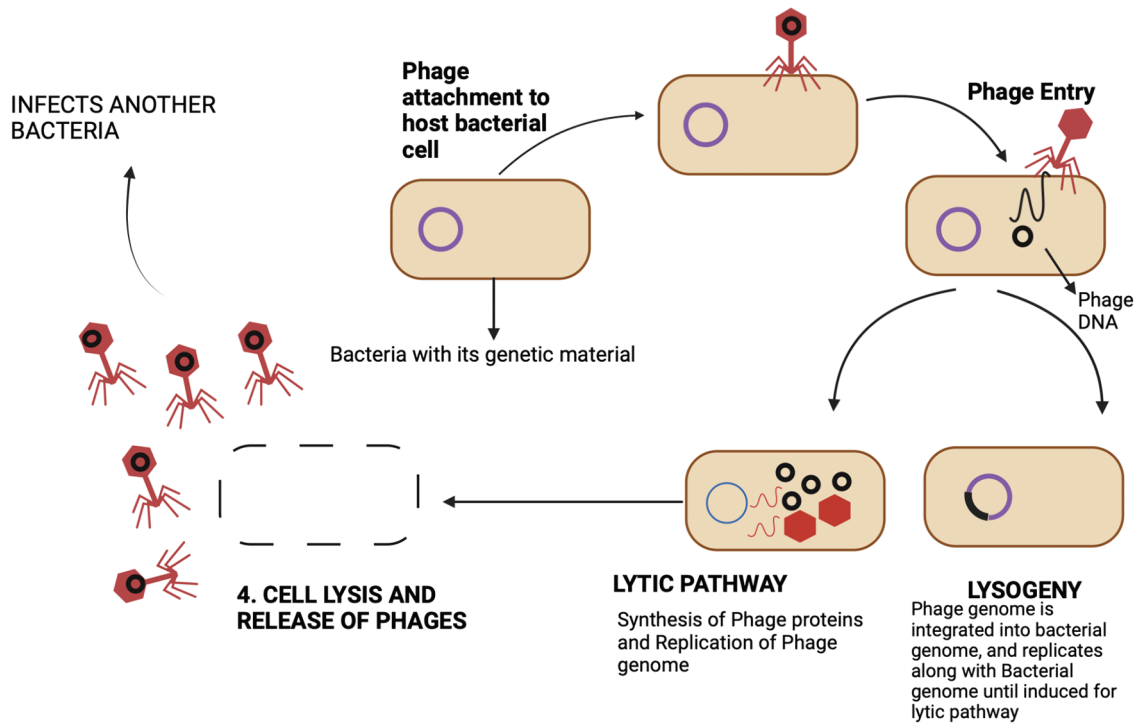 INFECTS ANOTHER
BACTERIA
Phage
attachment to
host bacterial
cell
Phage Entry
Phage
DNA
Bacteria with its genetic material
4. CELL LYSIS AND
RELEASE OF PHAGES
LYTIC PATHWAY
Synthesis of Phage proteins
and Replication of Phage
genome
LYSOGENY
Phage genome is
integrated into bacterial
genome, and replicates
along with Bacterial
genome until induced for
lytic pathway